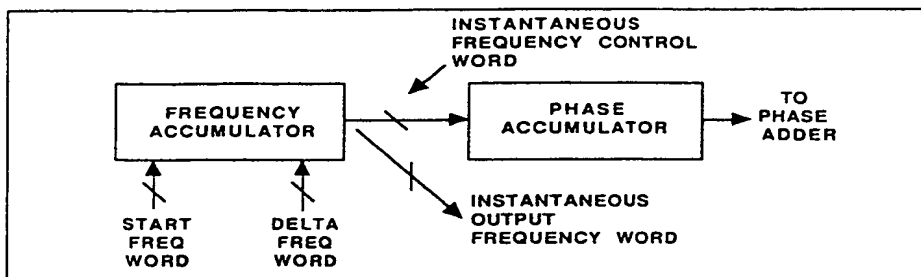 INSTANTANEOUS
FREQUENCY CONTROL
WORD
FREQUENCY
ACCUMULATOR
PHASE
ACCUMULATOR
TO
PHASE
ADDER
START
FREQ
WORD
DELTA
FREQ
WORD
INSTANTANEOUS
OUTPUT
FREQUENCY WORD